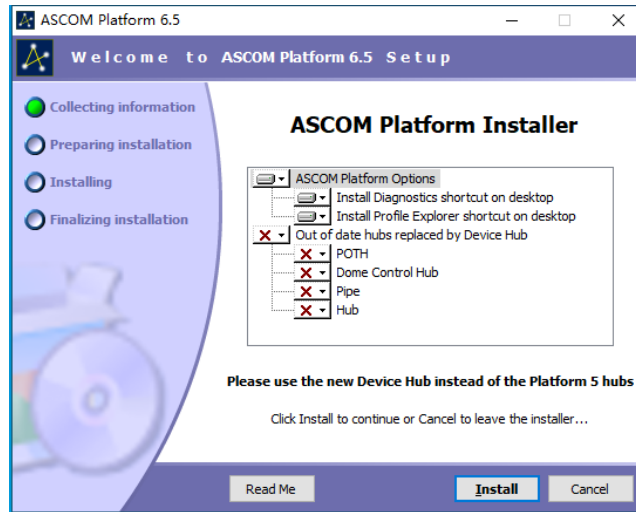 ASCOM Platform 6.5
Welcome to ASCOM Platform 6.5 Setup
Collecting information
Preparing installation
Installing
Finalizing installation
ASCOM Platform Installer
ASCOM Platform Options
Install Diagnostics shortcut on desktop
Install Profile Explorer shortcut on desktop
Out of date hubs replaced by Device Hub
POTH
Dome Control Hub
Pipe
Hub
Please use the new Device Hub instead of the Platform 5 hubs
Click Install to continue or Cancel to leave the installer...
Read Me
Install
Cancel